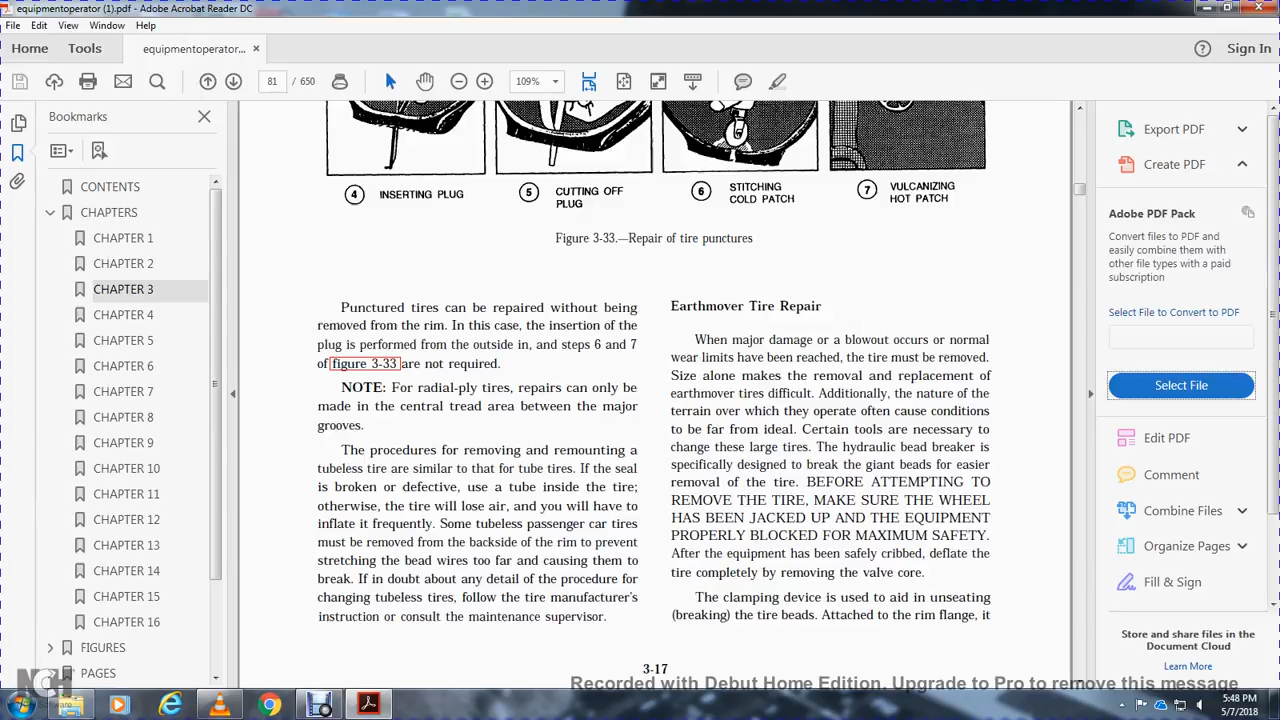 equipmentoperator (1).pdf - Adobe Acrobat Reader DC
File Edit View Window Help
Home Tools equipmentoperator... × Sign In
81 / 650 109%
Bookmarks
CONTENTS
CHAPTERS
CHAPTER 1
CHAPTER 2
CHAPTER 3
CHAPTER 4
CHAPTER 5
CHAPTER 6
CHAPTER 7
CHAPTER 8
CHAPTER 9
CHAPTER 10
CHAPTER 11
CHAPTER 12
CHAPTER 13
CHAPTER 14
CHAPTER 15
CHAPTER 16
FIGURES
PAGES
4 INSERTING PLUG
5 CUTTING OFF
PLUG
6 STITCHING
COLD PATCH
7 VULCANIZING
HOT PATCH
Figure 3-33.—Repair of tire punctures
Punctured tires can be repaired without being
removed from the rim. In this case, the insertion of the
plug is performed from the outside in, and steps 6 and 7
of figure 3-33 are not required.
NOTE: For radial-ply tires, repairs can only be
made in the central tread area between the major
grooves.
The procedures for removing and remounting a
tubeless tire are similar to that for tube tires. If the seal
is broken or defective, use a tube inside the tire;
otherwise, the tire will lose air, and you will have to
inflate it frequently. Some tubeless passenger car tires
must be removed from the backside of the rim to prevent
stretching the bead wires too far and causing them to
break. If in doubt about any detail of the procedure for
changing tubeless tires, follow the tire manufacturer's
instruction or consult the maintenance supervisor.
Earthmover Tire Repair
When major damage or a blowout occurs or normal
wear limits have been reached, the tire must be removed.
Size alone makes the removal and replacement of
earthmover tires difficult. Additionally, the nature of the
terrain over which they operate often cause conditions
to be far from ideal. Certain tools are necessary to
change these large tires. The hydraulic bead breaker is
specifically designed to break the giant beads for easier
removal of the tire. BEFORE ATTEMPTING TO
REMOVE THE TIRE, MAKE SURE THE WHEEL
HAS BEEN JACKED UP AND THE EQUIPMENT
PROPERLY BLOCKED FOR MAXIMUM SAFETY.
After the equipment has been safely cribbed, deflate the
tire completely by removing the valve core.
The clamping device is used to aid in unseating
(breaking) the tire beads. Attached to the rim flange, it
3-17
Export PDF
Create PDF
Adobe PDF Pack
Convert files to PDF and
easily combine them with
other file types with a paid
subscription
Select File to Convert to PDF
Select File
Edit PDF
Comment
Combine Files
Organize Pages
Fill & Sign
Store and share files in the
Document Cloud
Learn More
NCH
Software
Recorded with Debut Home Edition. Upgrade to Pro to remove this message
5:48 PM
5/7/2018